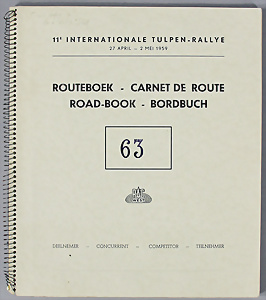 11e INTERNATIONALE TULPEN-RALLYE
27 APRIL — 2 MEI 1959
ROUTEBOEK - CARNET DE ROUTE
ROAD-BOOK - BORDBUCH
63
WEST
DEELNEMER — CONCURRENT — COMPETITOR — TEILNEHMER